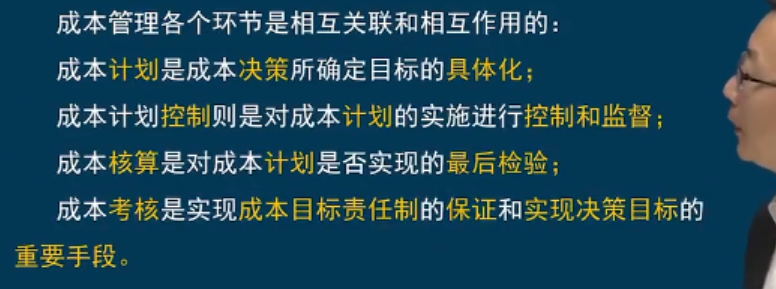 成本管理各个环节是相互关联和相互作用的：
成本计划是成本决策所确定目标的具体化；
成本计划控制则是对成本计划的实施进行控制和监督；
成本核算是对成本计划是否实现的最后检验；
成本考核是实现成本目标责任制的保证和实现决策目标的
重要手段。